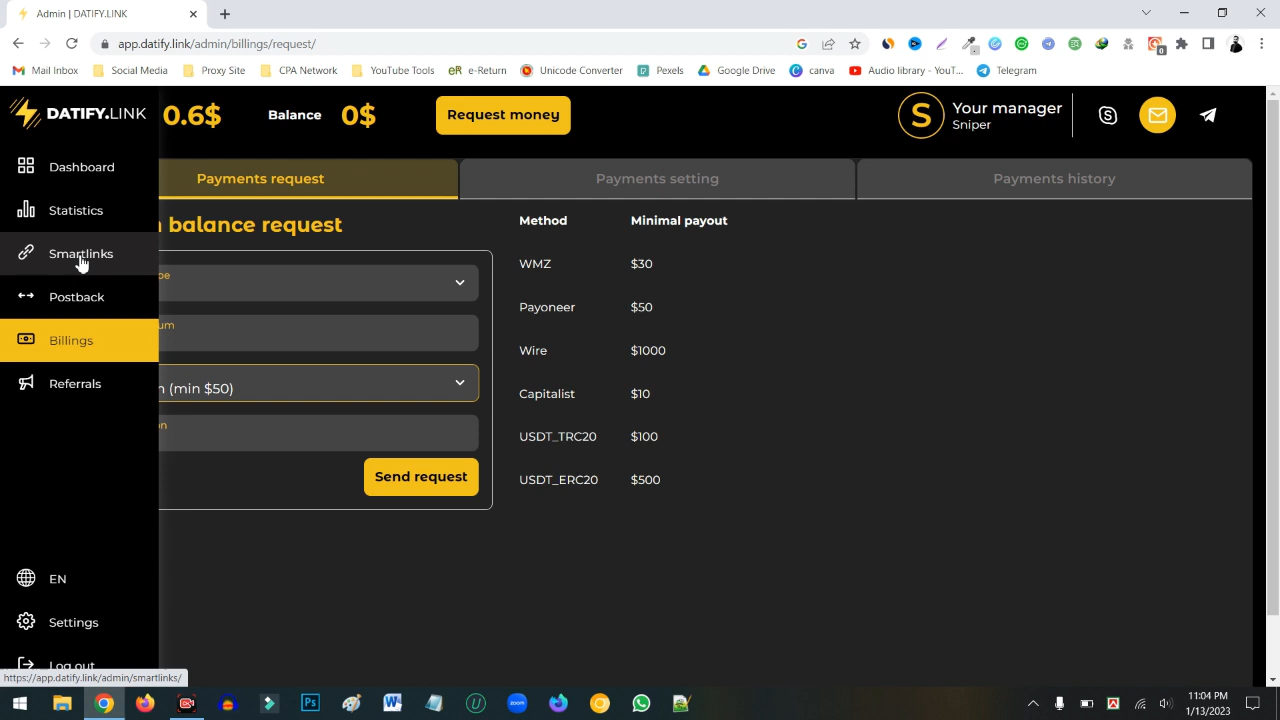 Admin | DATIFY.LINK
app.datify.link/admin/billings/request/
Mail Inbox
Social Media
Proxy Site
CPA Network
YouTube Tools
eR e-Return
Unicode Converter
Pexels
Google Drive
canva
Audio library - YouT...
Telegram
DATIFY.LINK
0.6$
Balance
0$
Request money
S
Your manager
Sniper
Dashboard
Statistics
Smartlinks
Postback
Billings
Referrals
EN
Settings
Log out
Payments request
Payments setting
Payments history
balance request
(min $50)
Send request
Method Minimal payout
WMZ $30
Payoneer $50
Wire $1000
Capitalist $10
USDT_TRC20 $100
USDT_ERC20 $500
https://app.datify.link/admin/smartlinks/
11:04 PM
1/13/2023